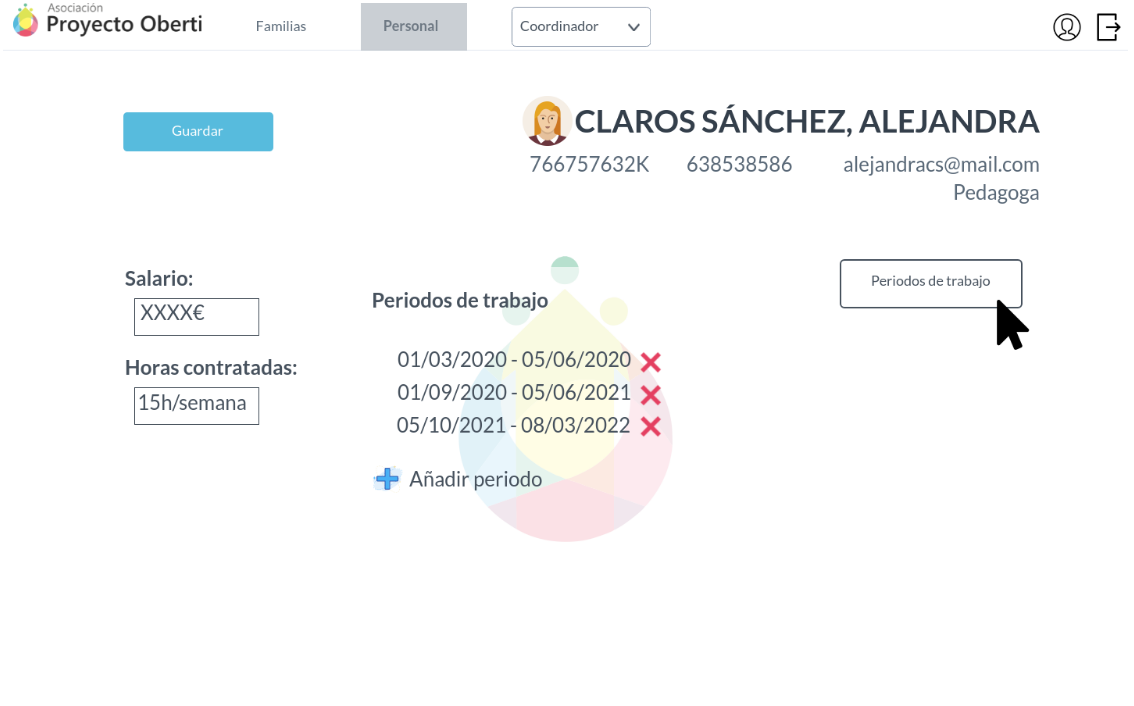 Asociación
Proyecto Oberti
Familias
Personal
Coordinador
Guardar
CLAROS SÁNCHEZ, ALEJANDRA
766757632K 638538586 alejandracs@mail.com
Pedagoga
Salario:
XXXX€
Horas contratadas:
15h/semana
Periodos de trabajo
01/03/2020 - 05/06/2020
01/09/2020 - 05/06/2021
05/10/2021 - 08/03/2022
Añadir periodo
Periodos de trabajo